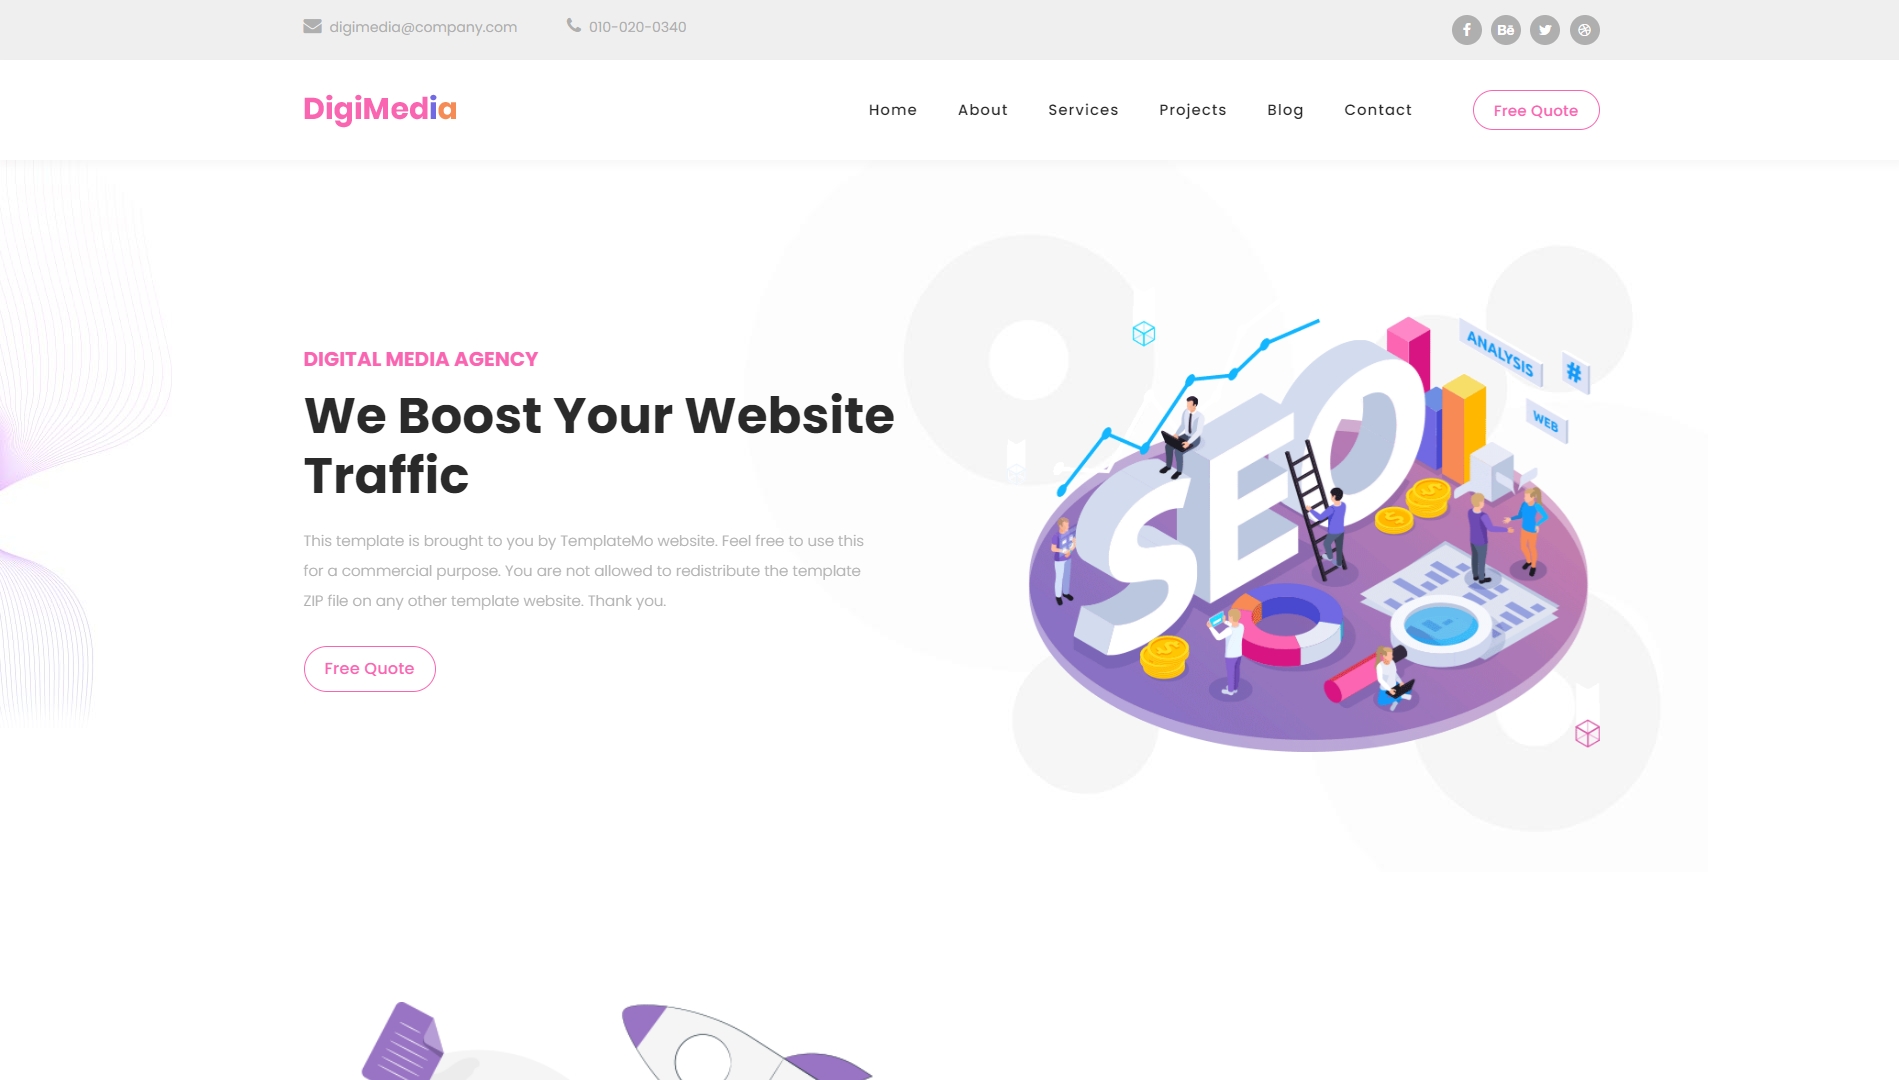 digimedia@company.com
010-020-0340
DigiMedia
Home
About
Services
Projects
Blog
Contact
Free Quote
DIGITAL MEDIA AGENCY
We Boost Your Website
Traffic
This template is brought to you by TemplateMo website. Feel free to use this
for a commercial purpose. You are not allowed to redistribute the template
ZIP file on any other template website. Thank you.
Free Quote
SEO
ANALYSIS
#
WEB